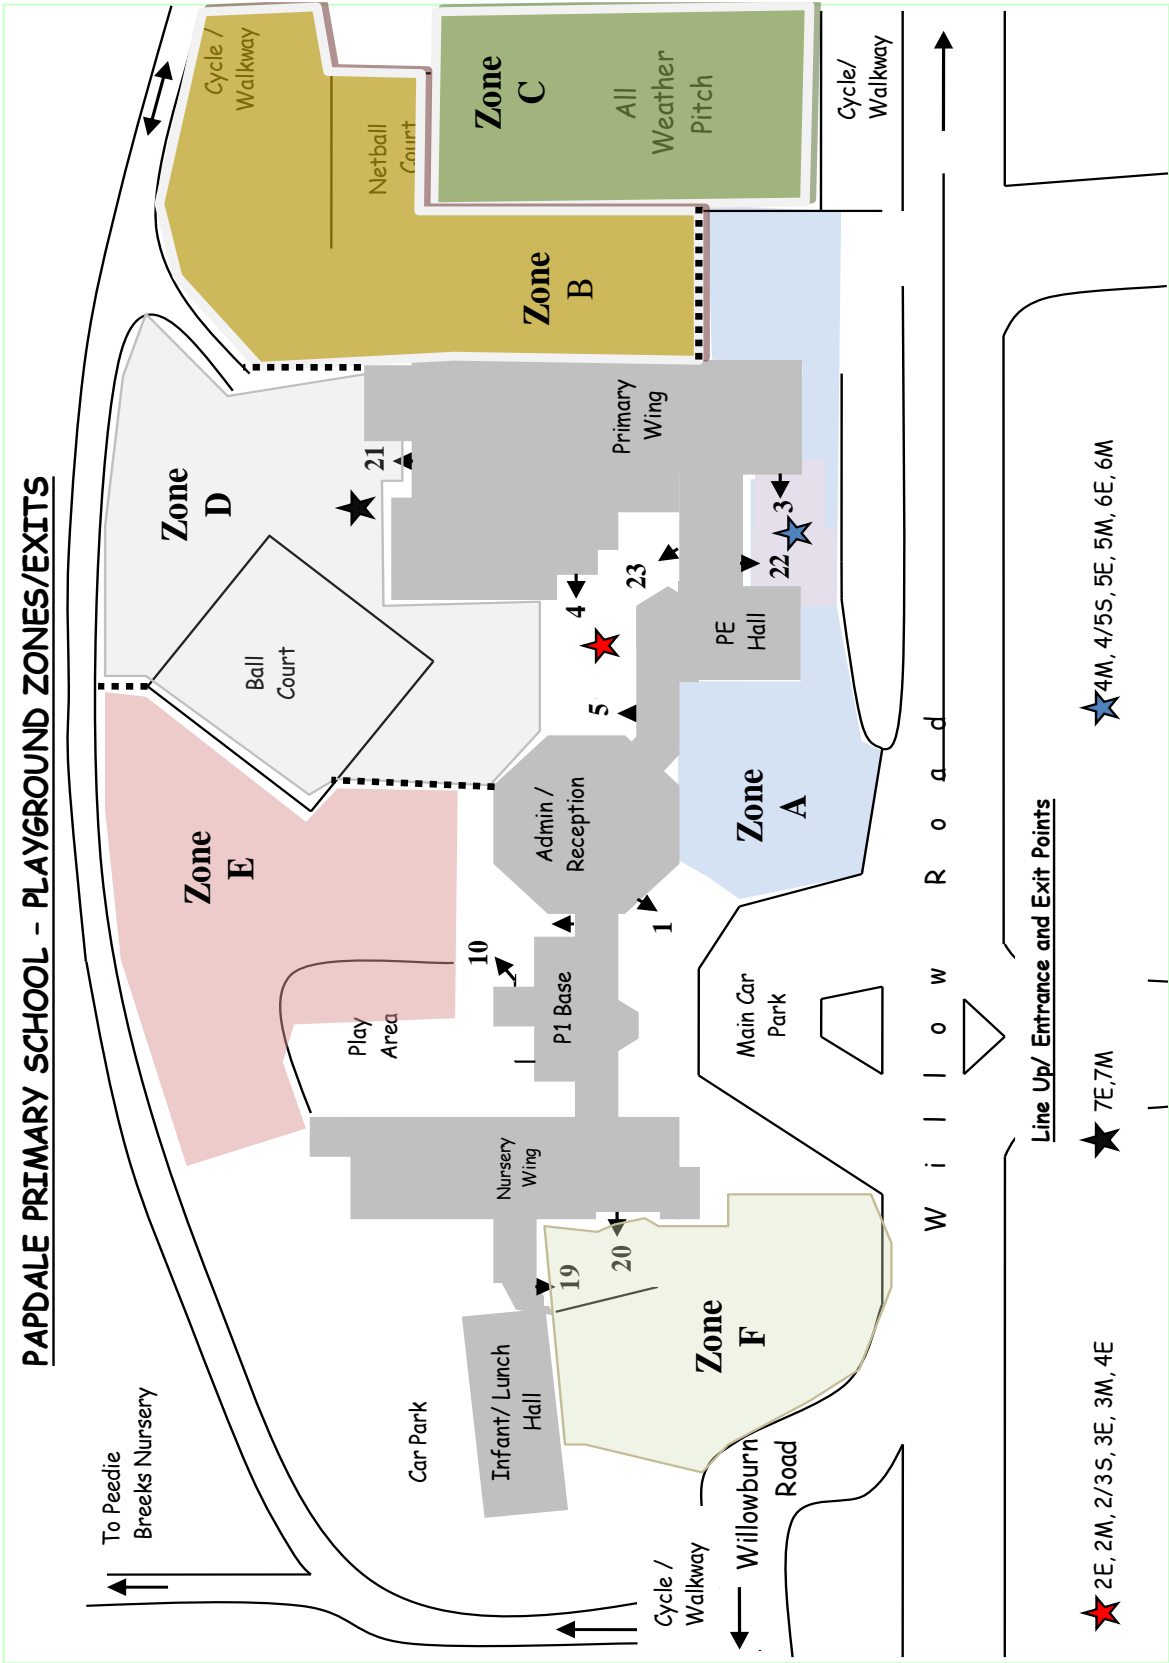 PAPDALE PRIMARY SCHOOL - PLAYGROUND ZONES/EXITS
To Peedie
Breeks Nursery
Cycle /
Walkway
Netball
Court
Zone
C
All
Weather
Pitch
Cycle/
Walkway
Zone
B
Zone
D
21
Ball
Court
Primary
Wing
23
4
3
22
PE
Hall
5
Zone
E
Admin /
Reception
Zone
A
10
1
P1 Base
Play
Area
Main Car
Park
Nursery
Wing
20
19
Zone
F
Infant/ Lunch
Hall
Car Park
Willowburn
Road
Cycle /
Walkway
Willow Road
Line Up/ Entrance and Exit Points
2E, 2M, 2/3S, 3E, 3M, 4E
7E,7M
4M, 4/5S, 5E, 5M, 6E, 6M